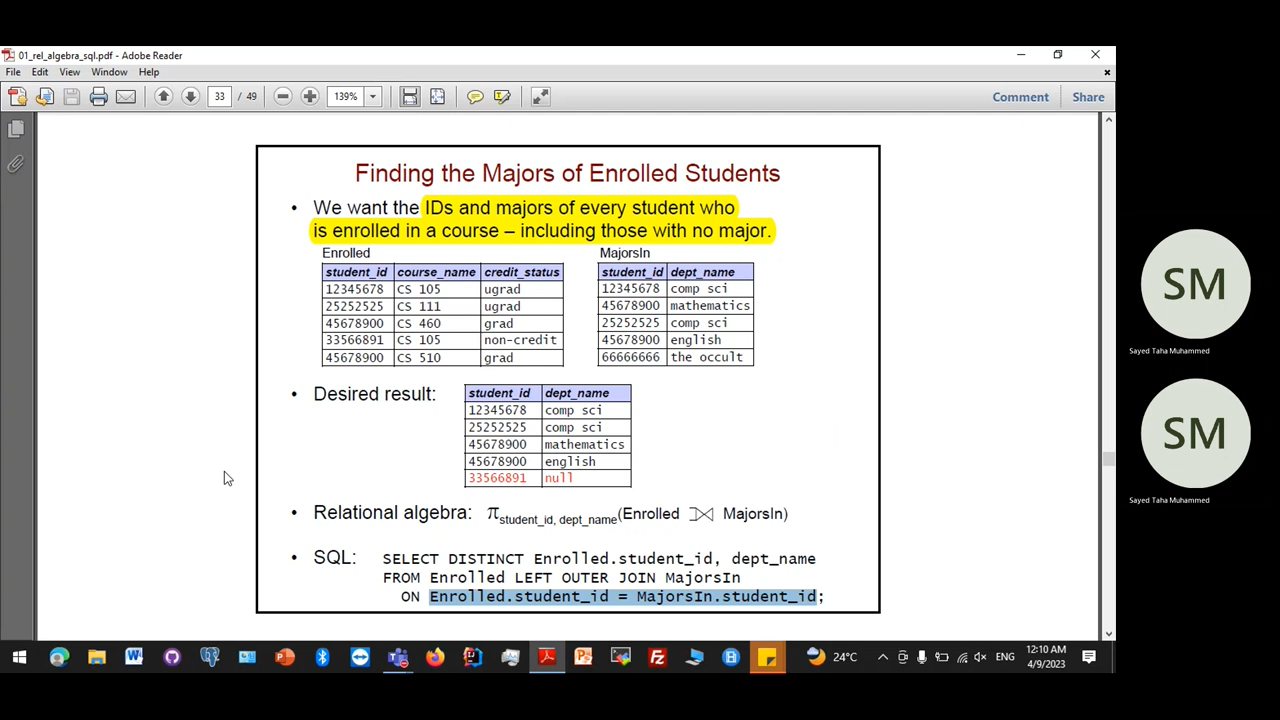 01_rel_algebra_sql.pdf - Adobe Reader
File Edit View Window Help
33 / 49 139% Comment Share
Finding the Majors of Enrolled Students
• We want the IDs and majors of every student who
is enrolled in a course – including those with no major.
Enrolled
student_id course_name credit_status
12345678 CS 105 ugrad
25252525 CS 111 ugrad
45678900 CS 460 grad
33566891 CS 105 non-credit
45678900 CS 510 grad
MajorsIn
student_id dept_name
12345678 comp sci
45678900 mathematics
25252525 comp sci
45678900 english
66666666 the occult
• Desired result:
student_id dept_name
12345678 comp sci
25252525 comp sci
45678900 mathematics
45678900 english
33566891 null
• Relational algebra: π student_id, dept_name(Enrolled ⟕ MajorsIn)
• SQL: SELECT DISTINCT Enrolled.student_id, dept_name
FROM Enrolled LEFT OUTER JOIN MajorsIn
ON Enrolled.student_id = MajorsIn.student_id;
SM
Sayed Taha Muhammed
SM
Sayed Taha Muhammed
24°C ENG 12:10 AM
4/9/2023